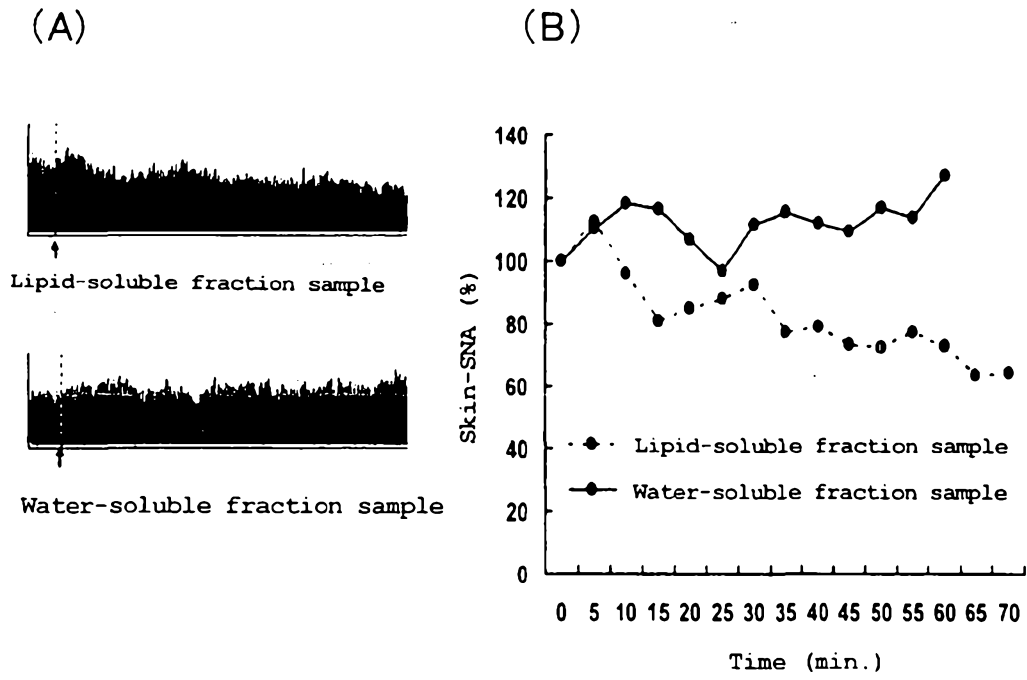 (A)
Lipid-soluble fraction sample
Water-soluble fraction sample
(B)
140
120
100
80
60
40
20
0
Skin-SNA (%)
Lipid-soluble fraction sample
Water-soluble fraction sample
0 5 10 15 20 25 30 35 40 45 50 55 60 65 70
Time (min.)